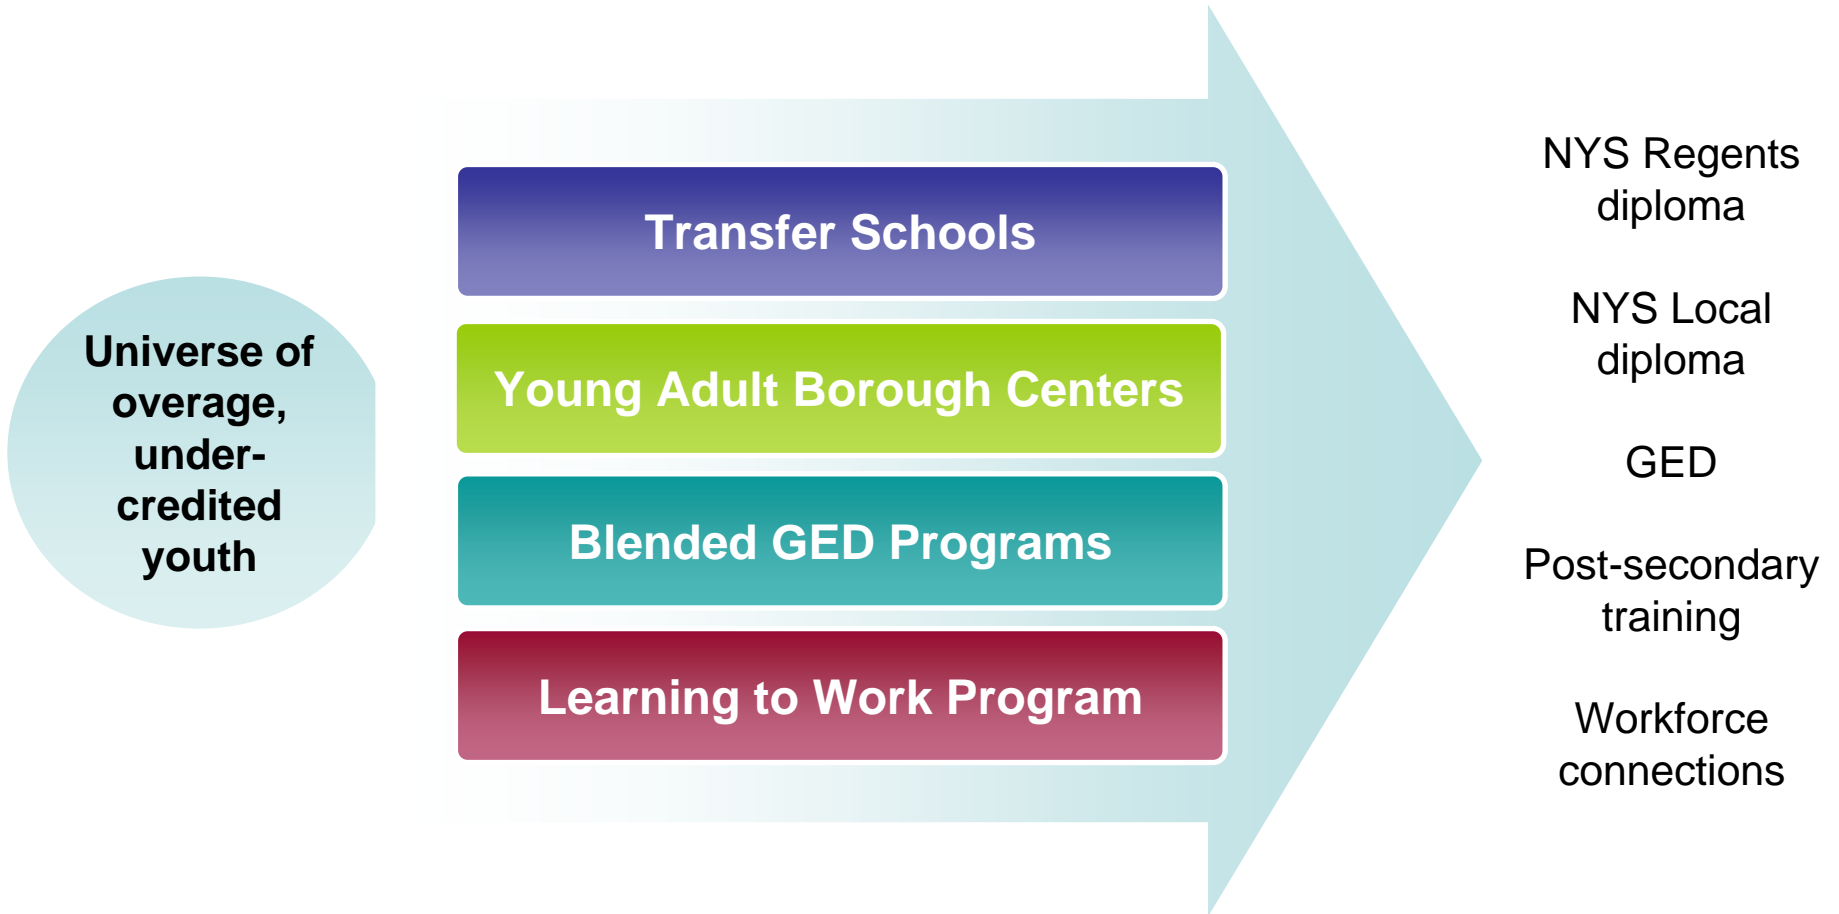 Universe of
overage,
under-
credited
youth
Transfer Schools
Young Adult Borough Centers
Blended GED Programs
Learning to Work Program
NYS Regents
diploma
NYS Local
diploma
GED
Post-secondary
training
Workforce
connections